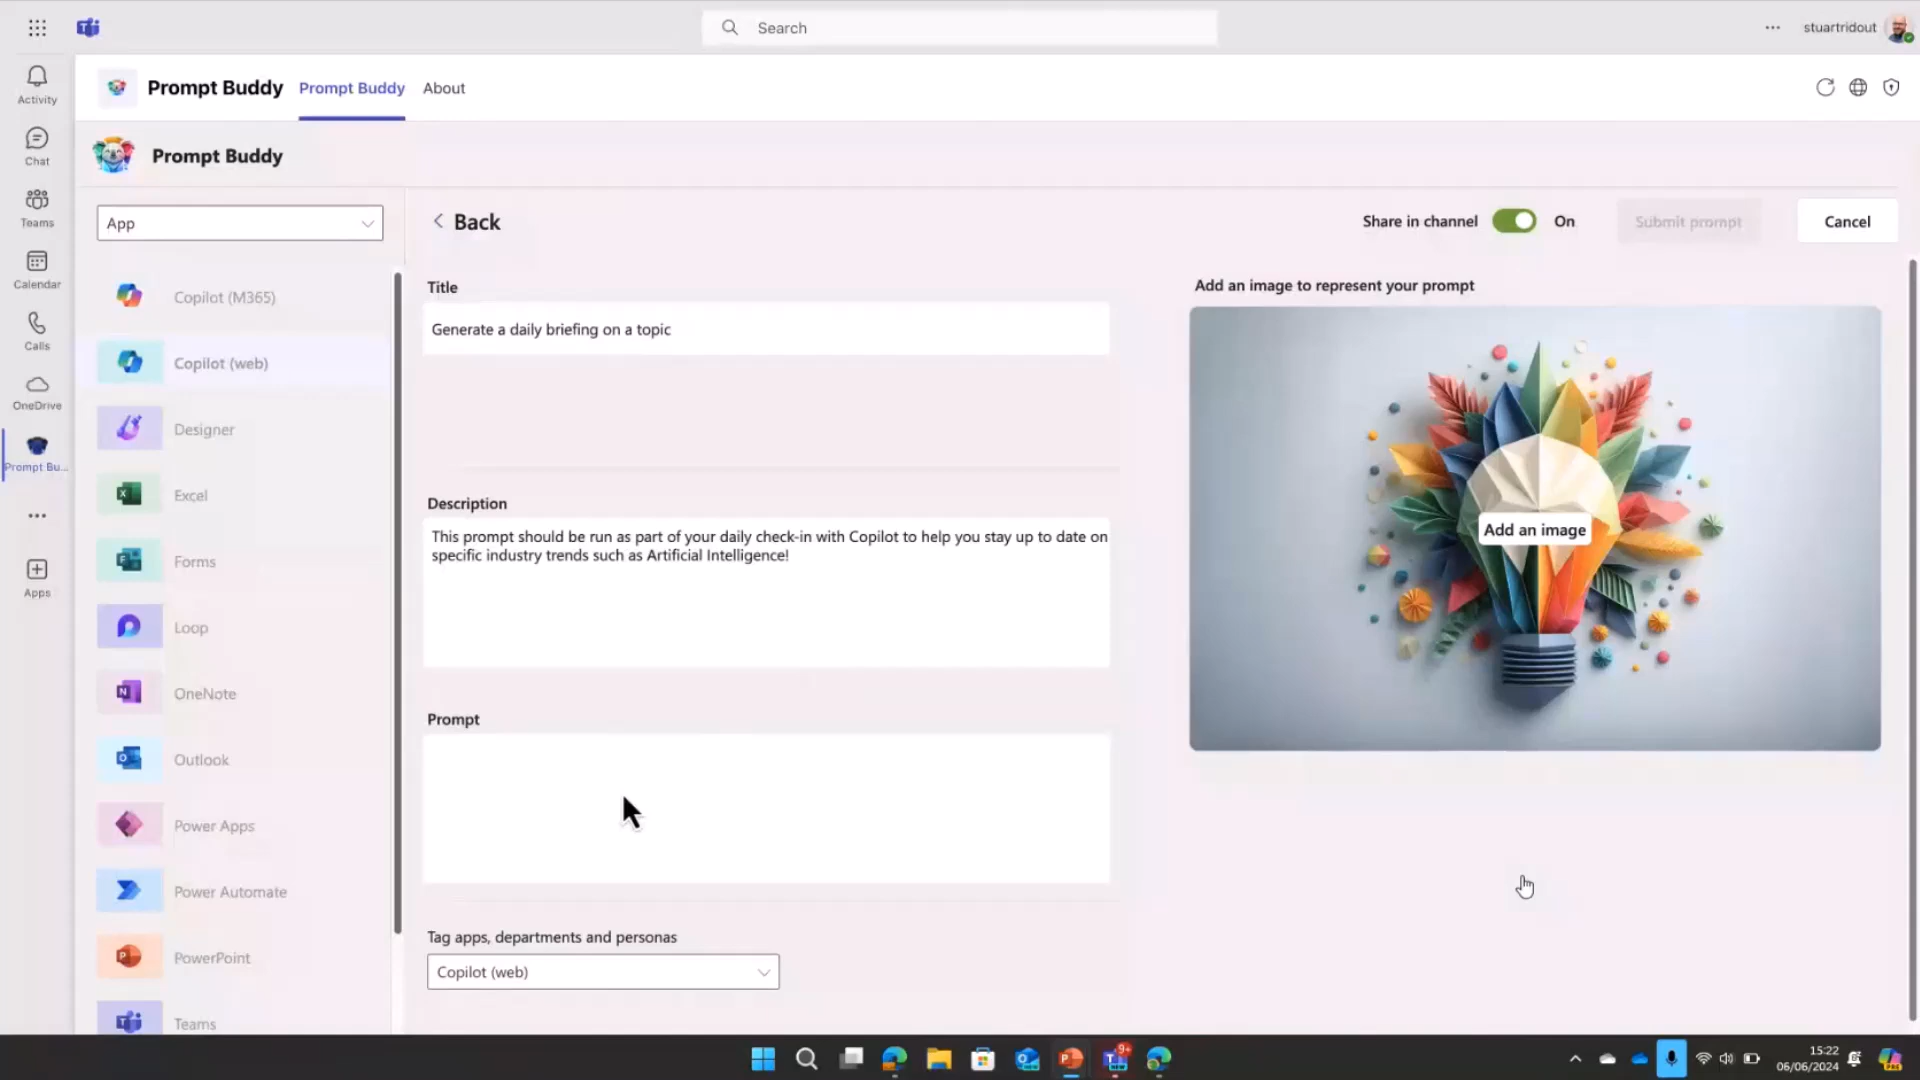 Search
stuartridout
Activity
Chat
Teams
Calendar
Calls
OneDrive
Prompt Bu...
Apps
Prompt Buddy
Prompt Buddy
About
Prompt Buddy
App
Copilot (M365)
Copilot (web)
Designer
Excel
Forms
Loop
OneNote
Outlook
Power Apps
Power Automate
PowerPoint
Teams
Back
Share in channel
On
Submit prompt
Cancel
Title
Generate a daily briefing on a topic
Description
This prompt should be run as part of your daily check-in with Copilot to help you stay up to date on
specific industry trends such as Artificial Intelligence!
Prompt
Tag apps, departments and personas
Copilot (web)
Add an image to represent your prompt
Add an image
9+
15:22
06/06/2024